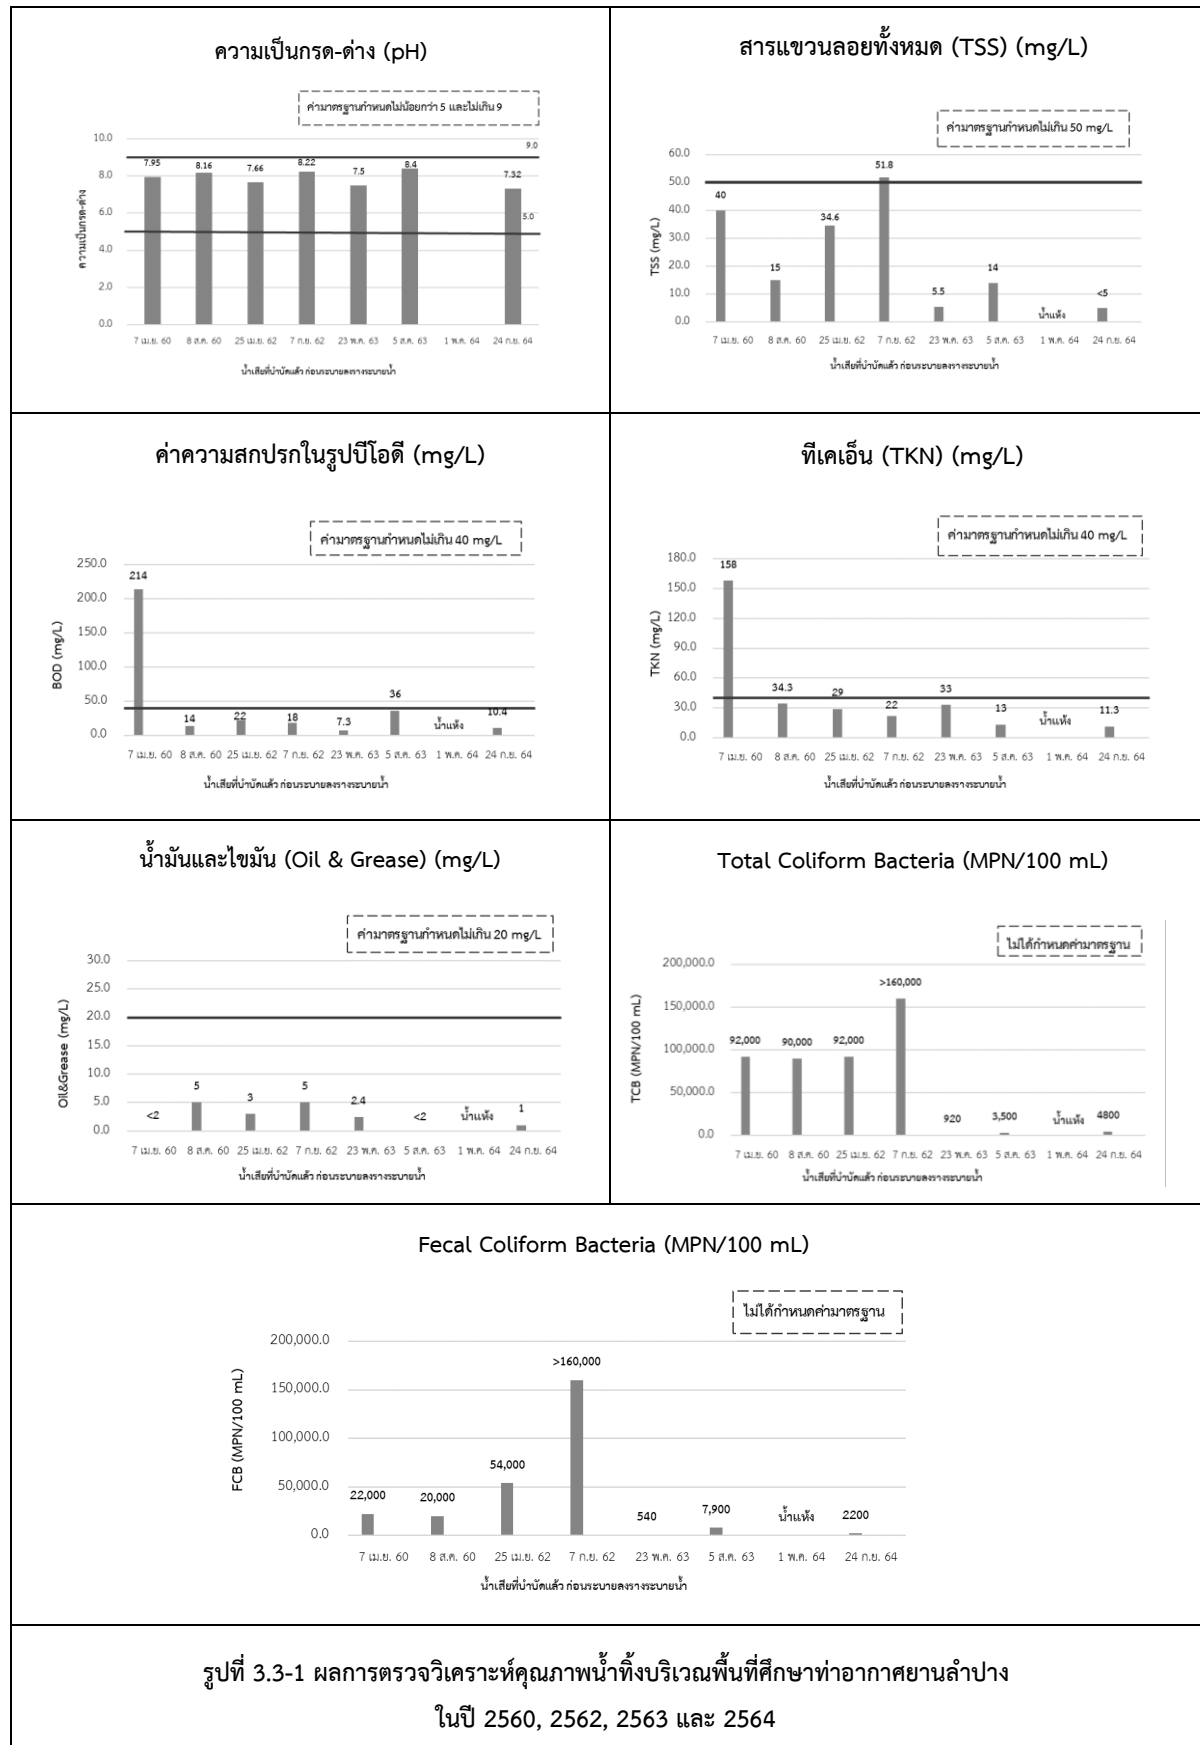 ความเป็นกรด-ด่าง (pH)
ค่ามาตรฐานกำหนดไม่น้อยกว่า 5 และไม่เกิน 9
10.0
8.0
6.0
4.0
2.0
0.0
ความเป็นกรด-ด่าง
9.0
5.0
7.95 8.16 7.66 8.22 7.5 8.4 7.32
7 เม.ย. 60 8 ส.ค. 60 25 เม.ย. 62 7 ก.ย. 62 23 พ.ค. 63 5 ส.ค. 63 1 พ.ค. 64 24 ก.ย. 64
น้ำเสียที่บำบัดแล้ว ก่อนระบายลงรางระบายน้ำ
สารแขวนลอยทั้งหมด (TSS) (mg/L)
ค่ามาตรฐานกำหนดไม่เกิน 50 mg/L
60.0
50.0
40.0
30.0
20.0
10.0
0.0
TSS (mg/L)
40 15 34.6 51.8 5.5 14 น้ำแห้ง <5
7 เม.ย. 60 8 ส.ค. 60 25 เม.ย. 62 7 ก.ย. 62 23 พ.ค. 63 5 ส.ค. 63 1 พ.ค. 64 24 ก.ย. 64
น้ำเสียที่บำบัดแล้ว ก่อนระบายลงรางระบายน้ำ
ค่าความสกปรกในรูปบีโอดี (mg/L)
ค่ามาตรฐานกำหนดไม่เกิน 40 mg/L
250.0
200.0
150.0
100.0
50.0
0.0
BOD (mg/L)
214 14 22 18 7.3 36 น้ำแห้ง 10.4
7 เม.ย. 60 8 ส.ค. 60 25 เม.ย. 62 7 ก.ย. 62 23 พ.ค. 63 5 ส.ค. 63 1 พ.ค. 64 24 ก.ย. 64
น้ำเสียที่บำบัดแล้ว ก่อนระบายลงรางระบายน้ำ
ทีเคเอ็น (TKN) (mg/L)
ค่ามาตรฐานกำหนดไม่เกิน 40 mg/L
180.0
150.0
120.0
90.0
60.0
30.0
0.0
TKN (mg/L)
158 34.3 29 22 33 13 น้ำแห้ง 11.3
7 เม.ย. 60 8 ส.ค. 60 25 เม.ย. 62 7 ก.ย. 62 23 พ.ค. 63 5 ส.ค. 63 1 พ.ค. 64 24 ก.ย. 64
น้ำเสียที่บำบัดแล้ว ก่อนระบายลงรางระบายน้ำ
น้ำมันและไขมัน (Oil & Grease) (mg/L)
ค่ามาตรฐานกำหนดไม่เกิน 20 mg/L
30.0
25.0
20.0
15.0
10.0
5.0
0.0
Oil&Grease (mg/L)
<2 5 3 5 2.4 <2 น้ำแห้ง 1
7 เม.ย. 60 8 ส.ค. 60 25 เม.ย. 62 7 ก.ย. 62 23 พ.ค. 63 5 ส.ค. 63 1 พ.ค. 64 24 ก.ย. 64
น้ำเสียที่บำบัดแล้ว ก่อนระบายลงรางระบายน้ำ
Total Coliform Bacteria (MPN/100 mL)
ไม่ได้กำหนดค่ามาตรฐาน
200,000.0
150,000.0
100,000.0
50,000.0
0.0
TCB (MPN/100 mL)
92,000 90,000 92,000 >160,000 920 3,500 น้ำแห้ง 4800
7 เม.ย. 60 8 ส.ค. 60 25 เม.ย. 62 7 ก.ย. 62 23 พ.ค. 63 5 ส.ค. 63 1 พ.ค. 64 24 ก.ย. 64
น้ำเสียที่บำบัดแล้ว ก่อนระบายลงรางระบายน้ำ
Fecal Coliform Bacteria (MPN/100 mL)
ไม่ได้กำหนดค่ามาตรฐาน
200,000.0
150,000.0
100,000.0
50,000.0
0.0
FCB (MPN/100 mL)
22,000 20,000 54,000 >160,000 540 7,900 น้ำแห้ง 2200
7 เม.ย. 60 8 ส.ค. 60 25 เม.ย. 62 7 ก.ย. 62 23 พ.ค. 63 5 ส.ค. 63 1 พ.ค. 64 24 ก.ย. 64
น้ำเสียที่บำบัดแล้ว ก่อนระบายลงรางระบายน้ำ
รูปที่ 3.3-1 ผลการตรวจวิเคราะห์คุณภาพน้ำทิ้งบริเวณพื้นที่ศึกษาท่าอากาศยานลำปาง
ในปี 2560, 2562, 2563 และ 2564